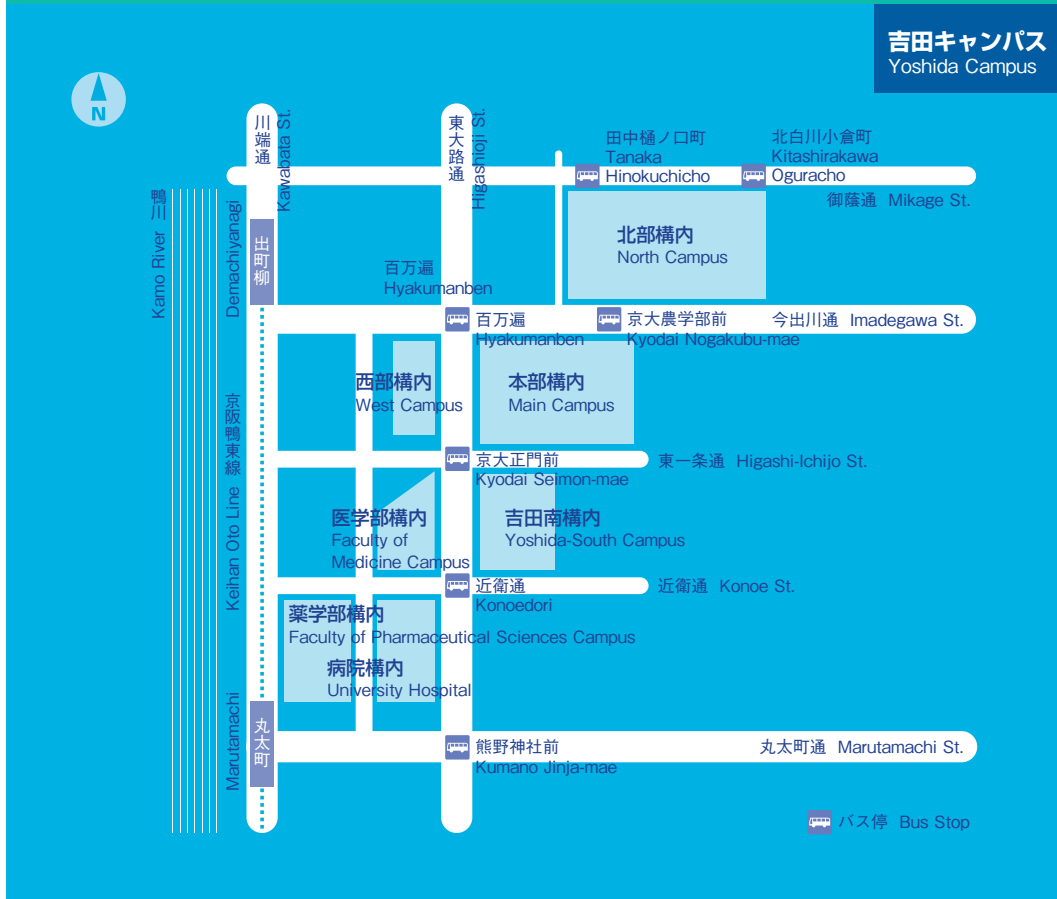 吉田キャンパス
Yoshida Campus
N
川端通
Kawabata St.
東大路通
Higashioji St.
田中樋ノ口町
Tanaka
Hinokuchicho
北白川小倉町
Kitashirakawa
Oguracho
御蔭通 Mikage St.
鴨川
Kamo River
Demachiyanagi
出町柳
北部構内
North Campus
百万遍
Hyakumanben
百万遍
Hyakumanben
京大農学部前
Kyodai Nogakubu-mae
今出川通 Imadegawa St.
西部構内
West Campus
本部構内
Main Campus
京阪鴨東線
Keihan Oto Line
京大正門前
Kyodai Seimon-mae
東一条通 Higashi-Ichijo St.
医学部構内
Faculty of
Medicine Campus
吉田南構内
Yoshida-South Campus
近衛通
Konoedori
近衛通 Konoe St.
薬学部構内
Faculty of Pharmaceutical Sciences Campus
病院構内
University Hospital
Marutamachi
丸太町
熊野神社前
Kumano Jinja-mae
丸太町通 Marutamachi St.
バス停 Bus Stop